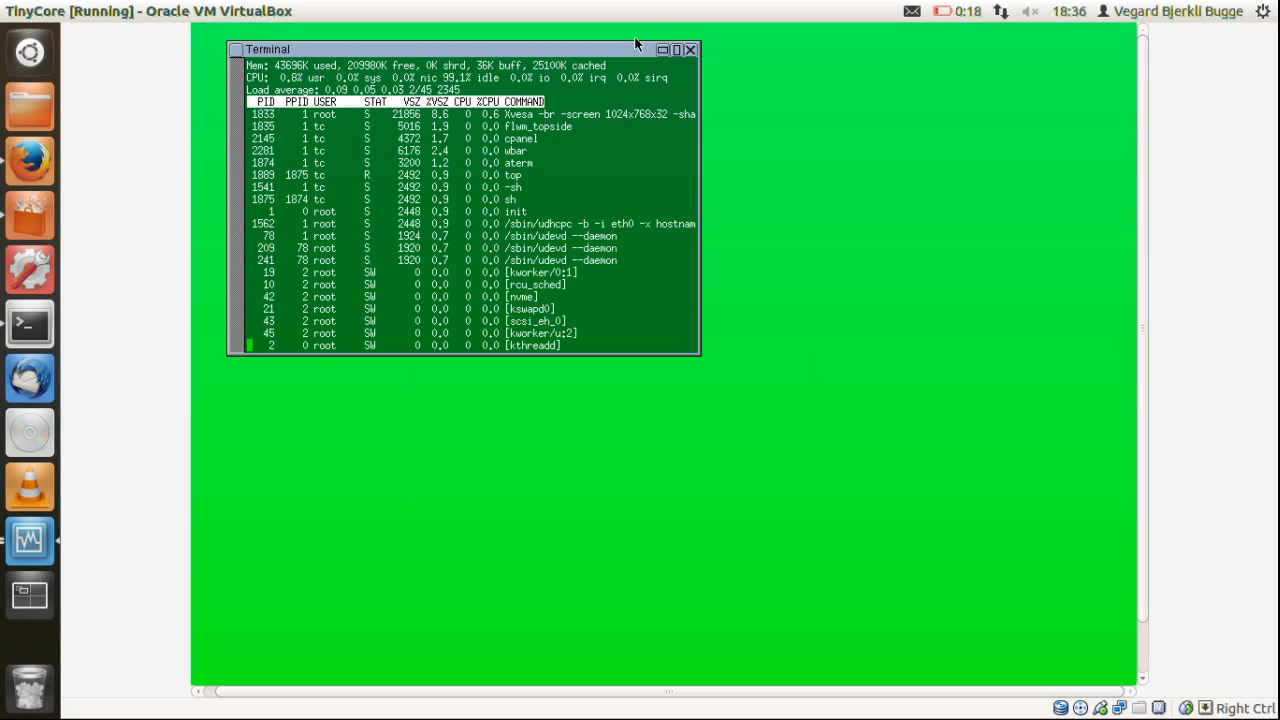 TinyCore [Running] - Oracle VM VirtualBox
0:18 18:36 Vegard Bjerkli Bugge
Terminal
Mem: 43696K used, 209980K free, 0K shrd, 36K buff, 25100K cached
CPU: 0.8% usr 0.0% sys 0.0% nic 99.1% idle 0.0% io 0.0% irq 0.0% sirq
Load average: 0.09 0.05 0.03 2/45 2345
PID PPID USER STAT VSZ %VSZ CPU %CPU COMMAND
1833 1 root S 21856 8.6 0 0.6 Xvesa -br -screen 1024x768x32 -sha
1835 1 tc S 5016 1.9 0 0.0 flwm_topside
2145 1 tc S 4372 1.7 0 0.0 cpanel
2281 1 tc S 6176 2.4 0 0.0 wbar
1874 1 tc S 3200 1.2 0 0.0 aterm
1889 1875 tc R 2492 0.9 0 0.0 top
1541 1 tc S 2492 0.9 0 0.0 -sh
1875 1874 tc S 2492 0.9 0 0.0 sh
1 0 root S 2448 0.9 0 0.0 init
1562 1 root S 2448 0.9 0 0.0 /sbin/udhcpc -b -i eth0 -x hostnam
78 1 root S 1924 0.7 0 0.0 /sbin/udevd --daemon
209 78 root S 1920 0.7 0 0.0 /sbin/udevd --daemon
241 78 root S 1920 0.7 0 0.0 /sbin/udevd --daemon
19 2 root SW 0 0.0 0 0.0 [kworker/0:1]
10 2 root SW 0 0.0 0 0.0 [rcu_sched]
42 2 root SW 0 0.0 0 0.0 [nvme]
21 2 root SW 0 0.0 0 0.0 [kswapd0]
43 2 root SW 0 0.0 0 0.0 [scsi_eh_0]
45 2 root SW 0 0.0 0 0.0 [kworker/u:2]
2 0 root SW 0 0.0 0 0.0 [kthreadd]
Right Ctrl